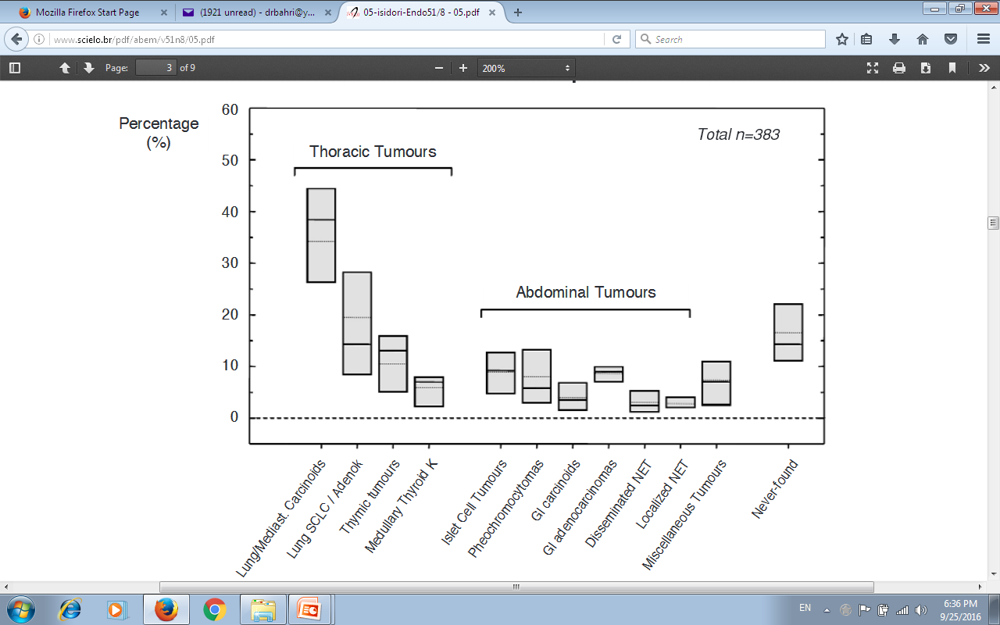 Mozilla Firefox Start Page
(1921 unread) - drbahri@y...
05-isidori-Endo51/8 - 05.pdf
www.scielo.br/pdf/abem/v51n8/05.pdf
Search
Page: 3 of 9
200%
Percentage
(%)
60
50
40
30
20
10
0
Total n=383
Thoracic Tumours
Abdominal Tumours
Lung/Mediast. Carcinoids
Lung SCLC / Adenok
Thymic tumours
Medullary Thyroid K
Islet Cell Tumours
Pheochromocytomas
GI carcinoids
GI adenocarcinomas
Disseminated NET
Localized NET
Miscellaneous Tumours
Never-found
EN
6:36 PM
9/25/2016